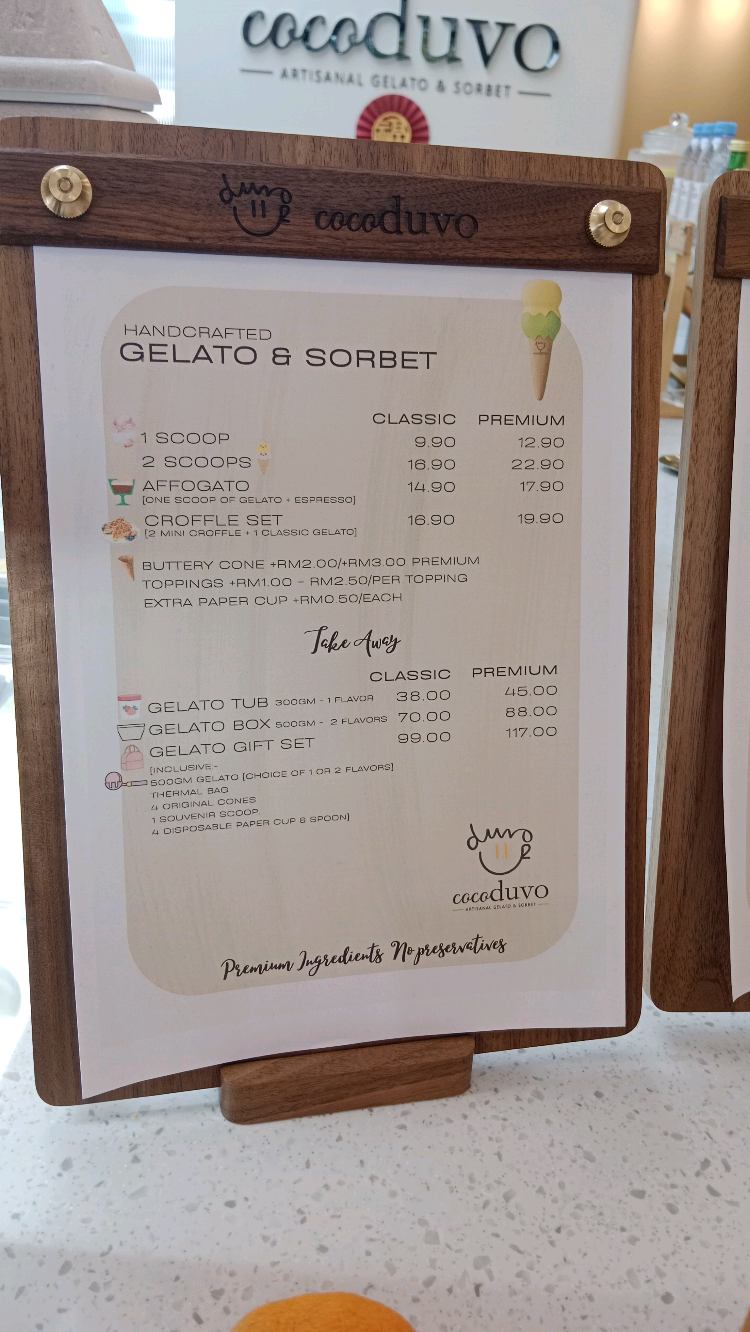 cocoduvo
ARTISANAL GELATO & SORBET
duvo cocoduvo
HANDCRAFTED
GELATO & SORBET
CLASSIC PREMIUM
1 SCOOP 9.90 12.90
2 SCOOPS 16.90 22.90
AFFOGATO 14.90 17.90
[ONE SCOOP OF GELATO + ESPRESSO]
CROFFLE SET 16.90 19.90
[2 MINI CROFFLE + 1 CLASSIC GELATO]
BUTTERY CONE +RM2.00/+RM3.00 PREMIUM
TOPPINGS +RM1.00 - RM2.50/PER TOPPING
EXTRA PAPER CUP +RM0.50/EACH
Take Away
CLASSIC PREMIUM
GELATO TUB 300GM - 1 FLAVOR 38.00 45.00
GELATO BOX 500GM - 2 FLAVORS 70.00 88.00
GELATO GIFT SET 99.00 117.00
[INCLUSIVE:-
500GM GELATO [CHOICE OF 1 OR 2 FLAVORS]
THERMAL BAG
4 ORIGINAL CONES
1 SOUVENIR SCOOP
4 DISPOSABLE PAPER CUP & SPOON]
duvo
cocoduvo
ARTISANAL GELATO & SORBET
Premium Ingredients No preservatives